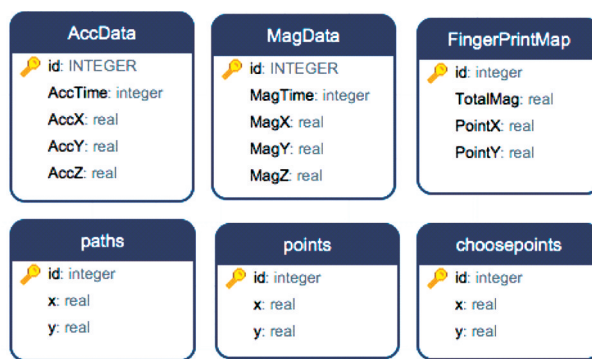 AccData
id: INTEGER
AccTime: integer
AccX: real
AccY: real
AccZ: real
MagData
id: INTEGER
MagTime: integer
MagX: real
MagY: real
MagZ: real
FingerPrintMap
id: integer
TotalMag: real
PointX: real
PointY: real
paths
id: integer
x: real
y: real
points
id: integer
x: real
y: real
choosepoints
id: integer
x: real
y: real